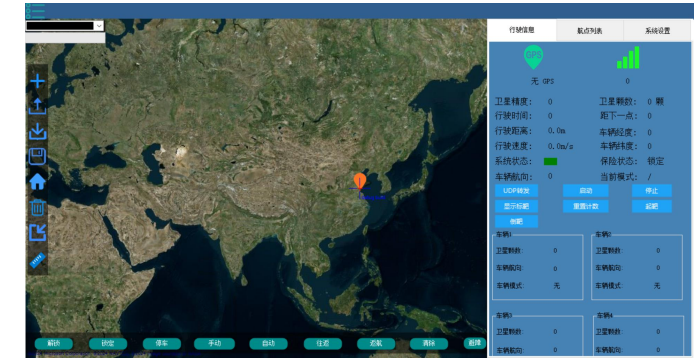 行驶信息 航点列表 系统设置
GPS
无 GPS 0
卫星精度: 0 卫星颗数: 0 颗
行驶时间: 0 距下一点: 0
行驶距离: 0.0m 车辆经度: 0
行驶速度: 0.0m/s 车辆纬度: 0
系统状态: 保险状态: 锁定
车辆航向: 0 当前模式: /
UDP转发 启动 停止
显示标靶 重置计数 起靶
倒靶
车辆1 车辆2
卫星颗数: 0 卫星颗数: 0
车辆航向: 0 车辆航向: 0
车辆模式: 无 车辆模式: 无
车辆3 车辆4
卫星颗数: 0 卫星颗数: 0
车辆航向: 0 车辆航向: 0
解锁 锁定 停车 手动 自动 往返 返航 清除 避障